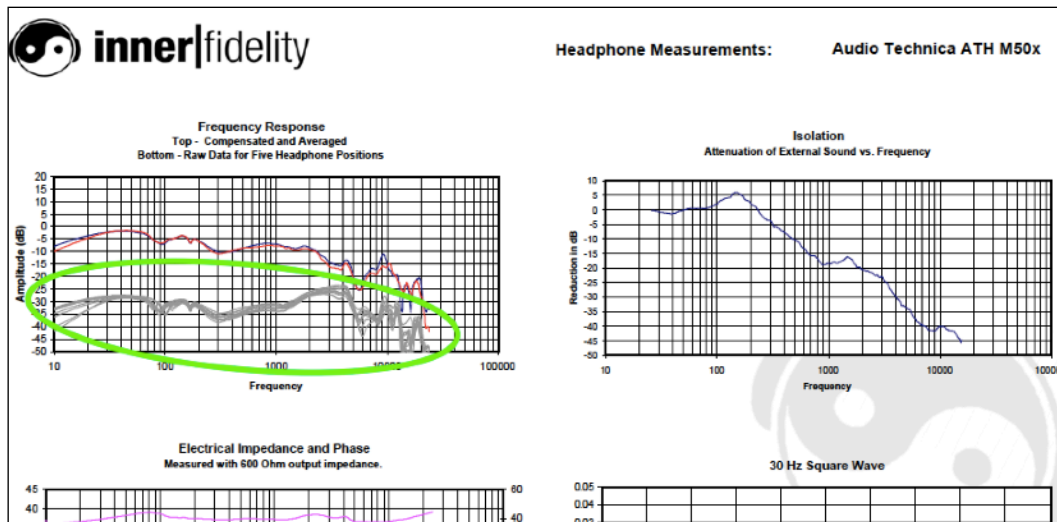 inner|fidelity
Headphone Measurements: Audio Technica ATH M50x
Frequency Response
Top - Compensated and Averaged
Bottom - Raw Data for Five Headphone Positions
20
15
10
5
0
-5
-10
-15
-20
-25
-30
-35
-40
-45
-50
Amplitude (dB)
10 100 1000 10000 100000
Frequency
Isolation
Attenuation of External Sound vs. Frequency
10
5
0
-5
-10
-15
-20
-25
-30
-35
-40
-45
-50
Reduction in dB
10 100 1000 10000
Frequency
Electrical Impedance and Phase
Measured with 600 Ohm output impedance.
45
40
60
40
30 Hz Square Wave
0.05
0.04